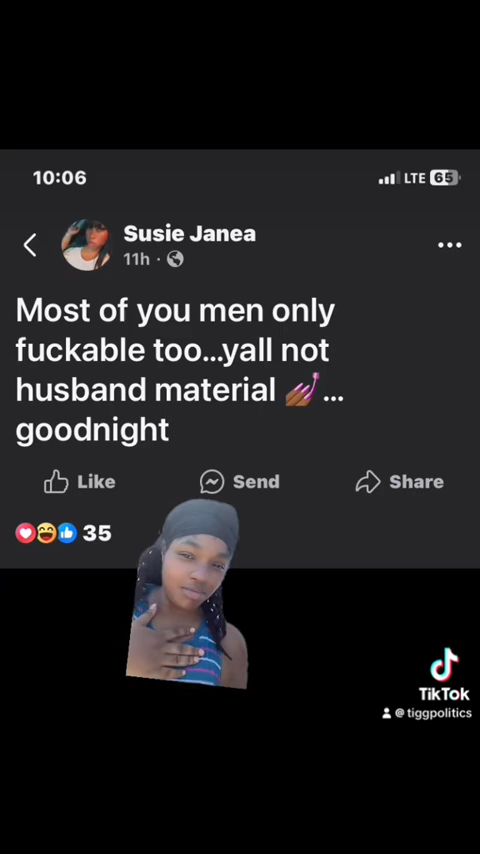 10:06
LTE 65
Susie Janea
11h ·
Most of you men only
fuckable too...yall not
husband material 💅🏾...
goodnight
Like
Send
Share
35
TikTok
@ tiggpolitics